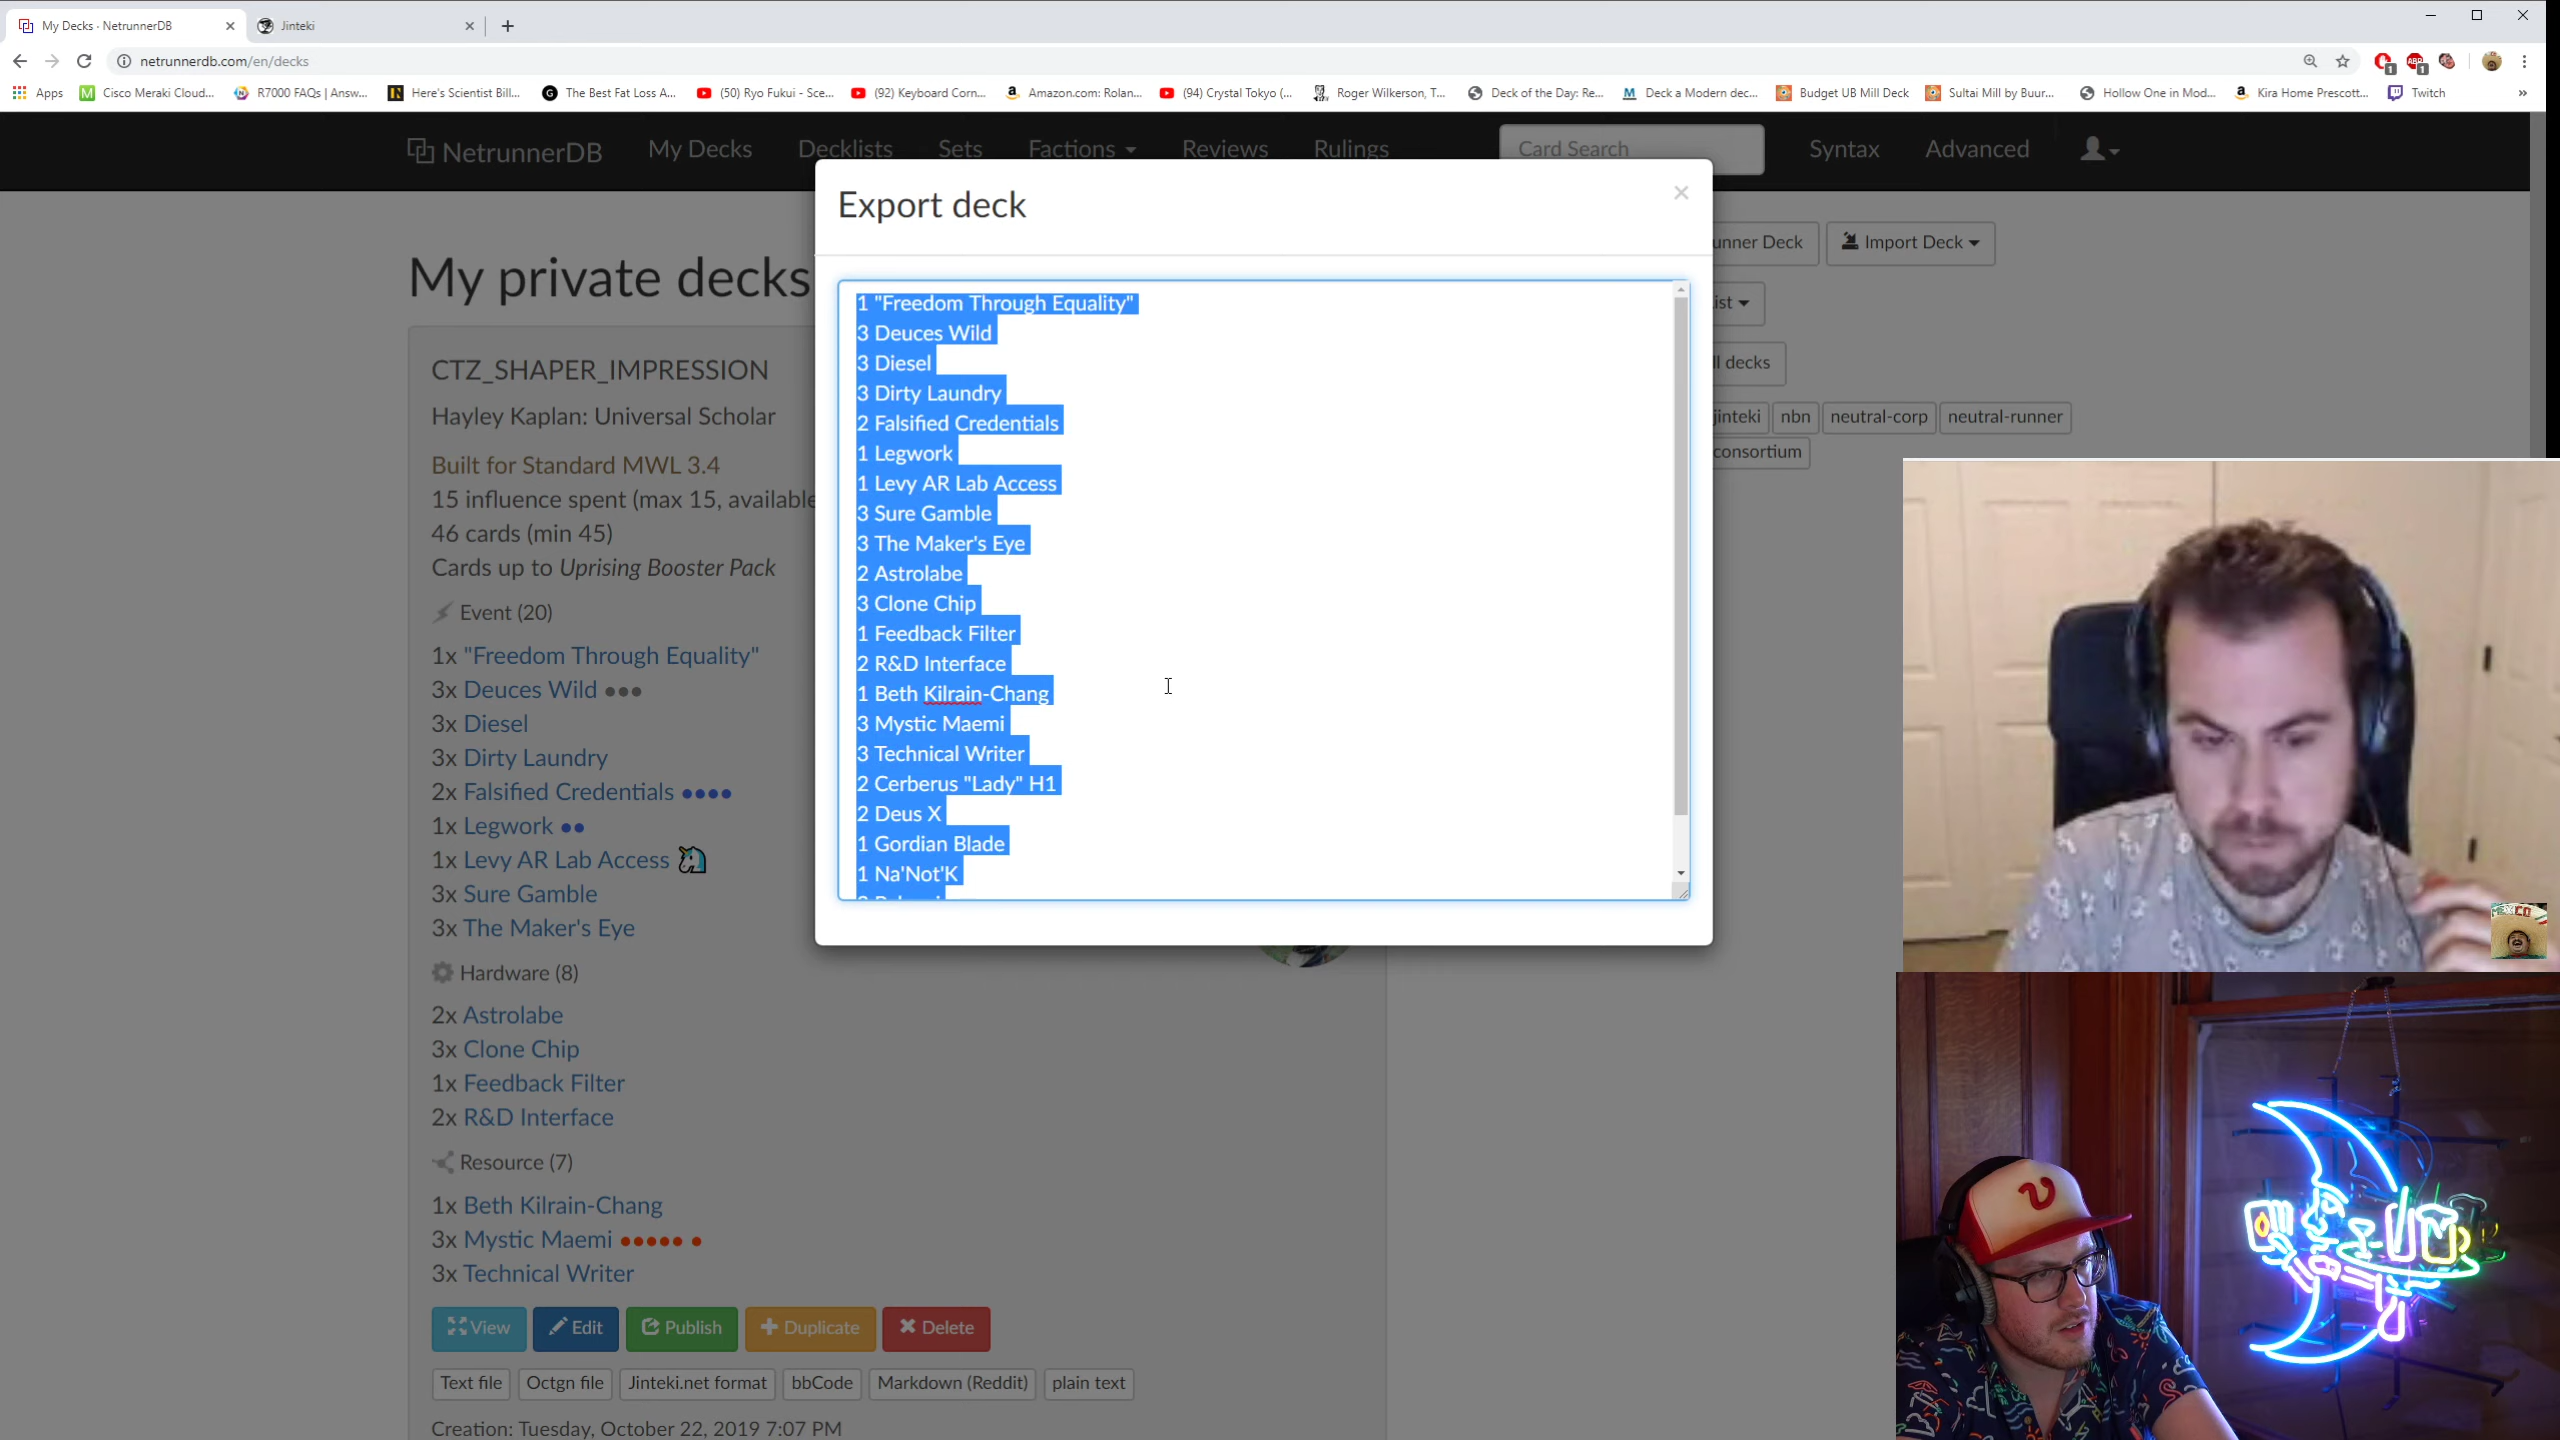 My Decks · NetrunnerDB
Jinteki
netrunnerdb.com/en/decks
Apps
Cisco Meraki Cloud...
R7000 FAQs | Answ...
Here's Scientist Bill...
The Best Fat Loss A...
(50) Ryo Fukui - Sce...
(92) Keyboard Corn...
Amazon.com: Rolan...
(94) Crystal Tokyo (...
Roger Wilkerson, T...
Deck of the Day: Re...
Deck a Modern dec...
Budget UB Mill Deck
Sultai Mill by Buur...
Hollow One in Mod...
Kira Home Prescott...
Twitch
NetrunnerDB
My Decks
Decklists
Sets
Factions
Reviews
Rulings
Card Search
Syntax
Advanced
Export deck
1 "Freedom Through Equality"
3 Deuces Wild
3 Diesel
3 Dirty Laundry
2 Falsified Credentials
1 Legwork
1 Levy AR Lab Access
3 Sure Gamble
3 The Maker's Eye
2 Astrolabe
3 Clone Chip
1 Feedback Filter
2 R&D Interface
1 Beth Kilrain-Chang
3 Mystic Maemi
3 Technical Writer
2 Cerberus "Lady" H1
2 Deus X
1 Gordian Blade
1 Na'Not'K
unner Deck
Import Deck
ist
ll decks
jinteki
nbn
neutral-corp
neutral-runner
consortium
My private decks
CTZ_SHAPER_IMPRESSION
Hayley Kaplan: Universal Scholar
Built for Standard MWL 3.4
15 influence spent (max 15, available
46 cards (min 45)
Cards up to Uprising Booster Pack
Event (20)
1x "Freedom Through Equality"
3x Deuces Wild
3x Diesel
3x Dirty Laundry
2x Falsified Credentials
1x Legwork
1x Levy AR Lab Access
3x Sure Gamble
3x The Maker's Eye
Hardware (8)
2x Astrolabe
3x Clone Chip
1x Feedback Filter
2x R&D Interface
Resource (7)
1x Beth Kilrain-Chang
3x Mystic Maemi
3x Technical Writer
View
Edit
Publish
Duplicate
Delete
Text file
Octgn file
Jinteki.net format
bbCode
Markdown (Reddit)
plain text
Creation: Tuesday, October 22, 2019 7:07 PM